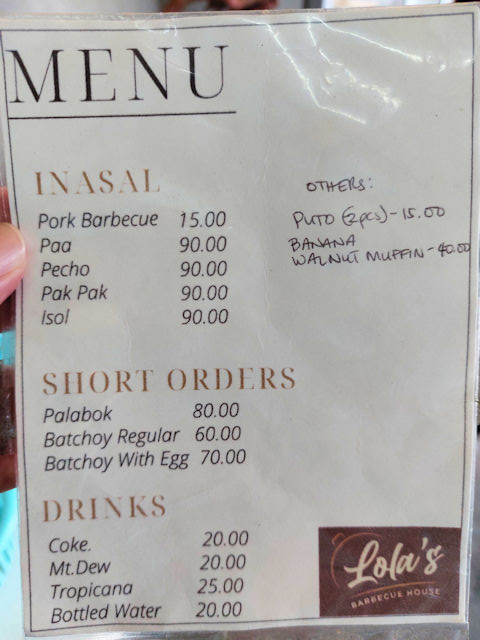 MENU
INASAL
Pork Barbecue 15.00
Paa 90.00
Pecho 90.00
Pak Pak 90.00
Isol 90.00
OTHERS:
PUTO (2pcs) - 15.00
BANANA
WALNUT MUFFIN - 40.00
SHORT ORDERS
Palabok 80.00
Batchoy Regular 60.00
Batchoy With Egg 70.00
DRINKS
Coke. 20.00
Mt.Dew 20.00
Tropicana 25.00
Bottled Water 20.00
Lola's
BARBECUE HOUSE